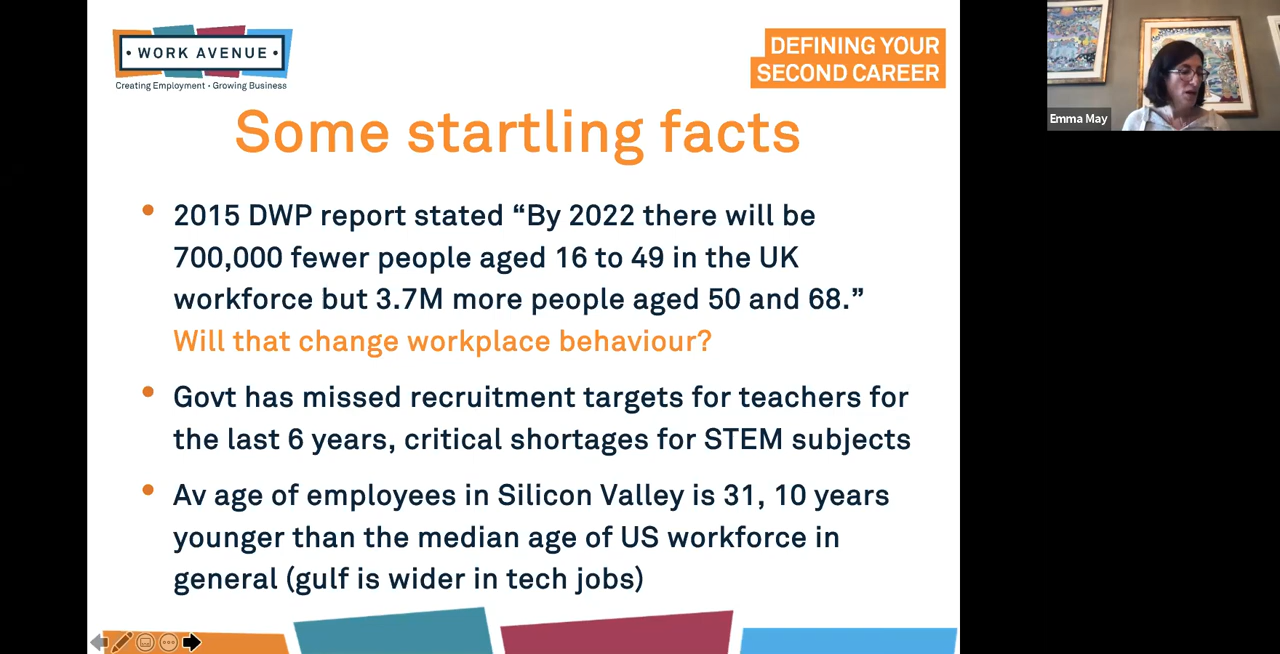 • WORK AVENUE •
Creating Employment • Growing Business
DEFINING YOUR
SECOND CAREER
Emma May
Some startling facts
• 2015 DWP report stated “By 2022 there will be
700,000 fewer people aged 16 to 49 in the UK
workforce but 3.7M more people aged 50 and 68.”
Will that change workplace behaviour?
• Govt has missed recruitment targets for teachers for
the last 6 years, critical shortages for STEM subjects
• Av age of employees in Silicon Valley is 31, 10 years
younger than the median age of US workforce in
general (gulf is wider in tech jobs)